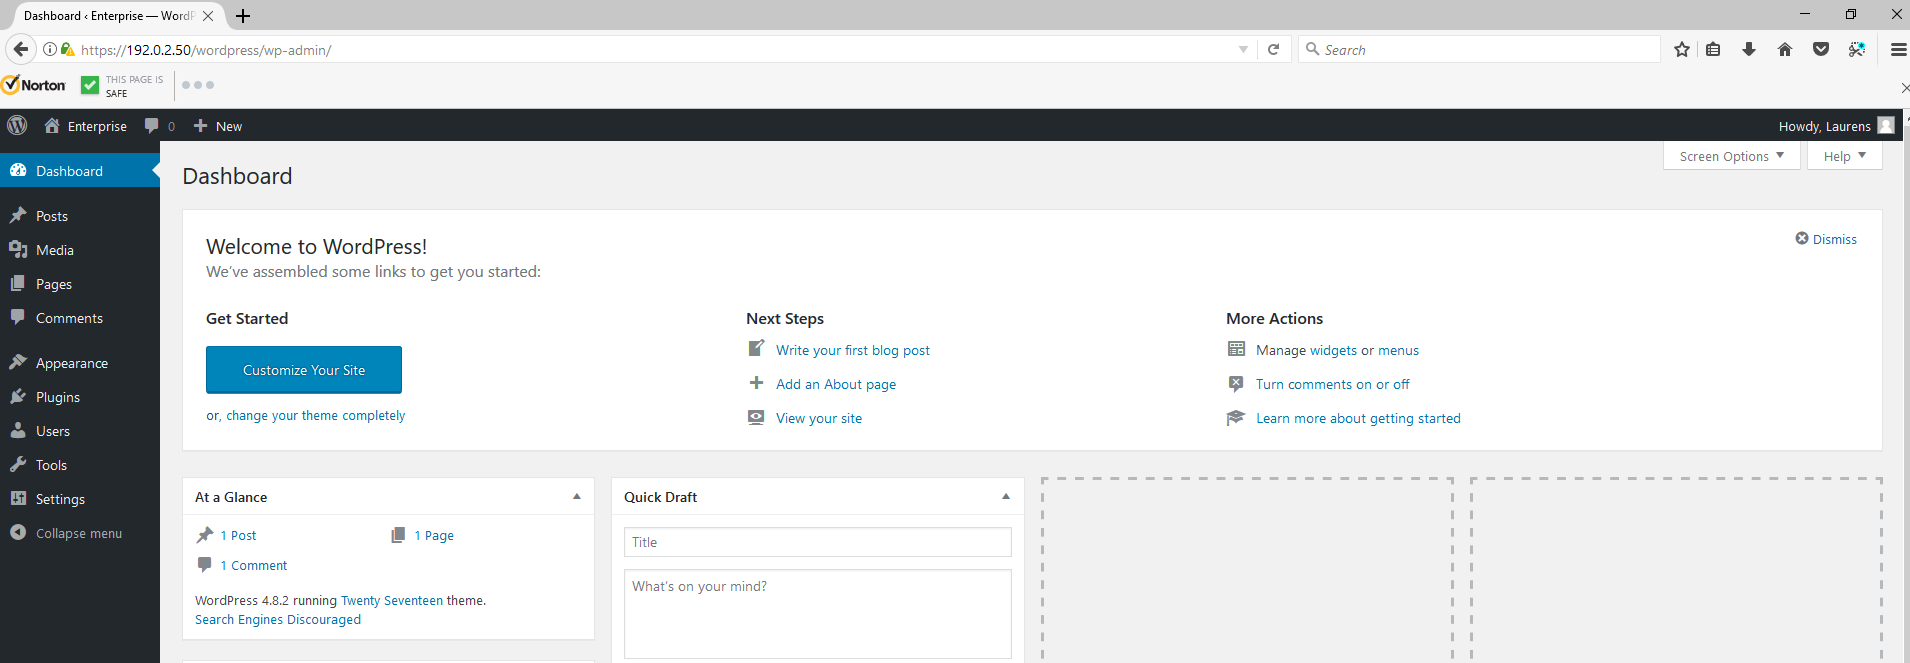 Dashboard ‹ Enterprise — WordP
https://192.0.2.50/wordpress/wp-admin/
Search
Norton
THIS PAGE IS
SAFE
Enterprise
0
New
Howdy, Laurens
Dashboard
Posts
Media
Pages
Comments
Appearance
Plugins
Users
Tools
Settings
Collapse menu
Screen Options
Help
Dashboard
Welcome to WordPress!
We've assembled some links to get you started:
Dismiss
Get Started
Customize Your Site
or, change your theme completely
Next Steps
Write your first blog post
Add an About page
View your site
More Actions
Manage widgets or menus
Turn comments on or off
Learn more about getting started
At a Glance
1 Post
1 Page
1 Comment
WordPress 4.8.2 running Twenty Seventeen theme.
Search Engines Discouraged
Quick Draft
Title
What's on your mind?